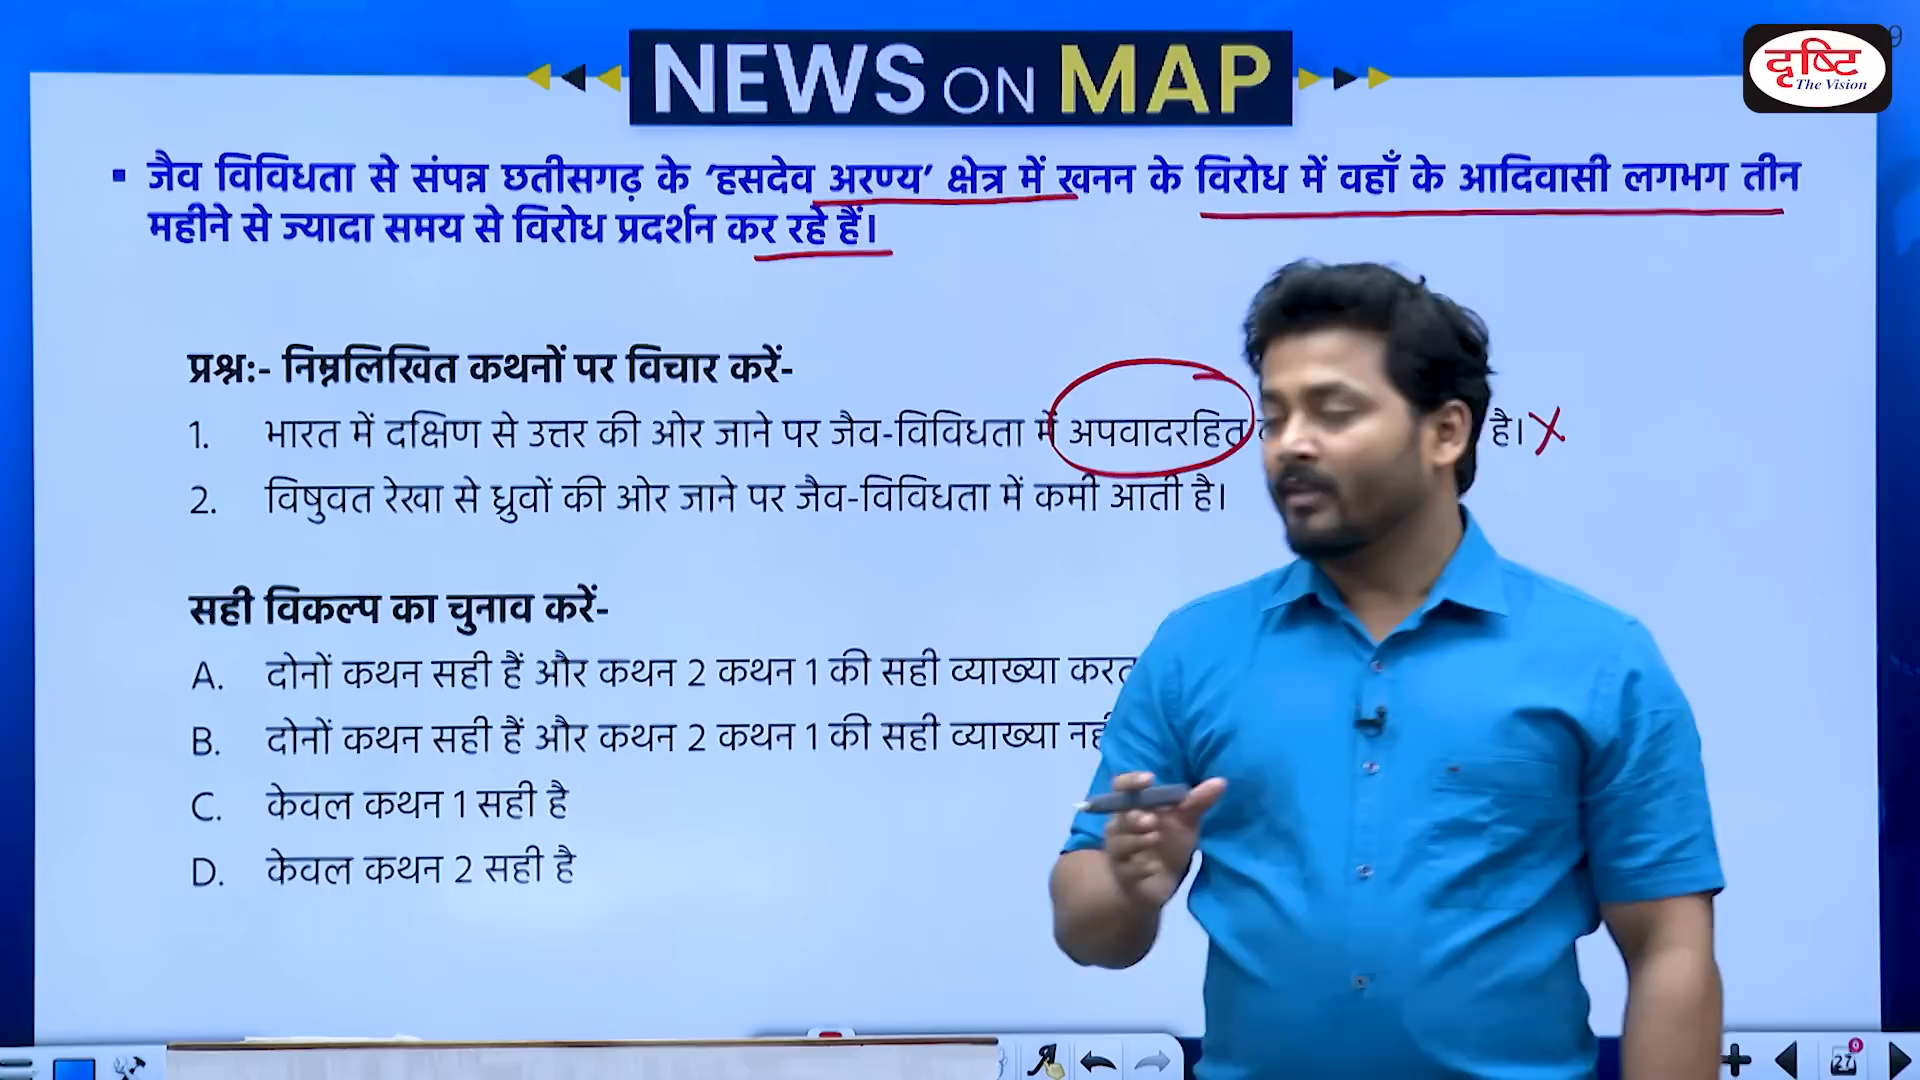 NEWS ON MAP
दृष्टि
The Vision
9
▪ जैव विविधता से संपन्न छतीसगढ़ के ‘हसदेव अरण्य’ क्षेत्र में खनन के विरोध में वहाँ के आदिवासी लगभग तीन
महीने से ज्यादा समय से विरोध प्रदर्शन कर रहे हैं।
प्रश्न:- निम्नलिखित कथनों पर विचार करें-
1. भारत में दक्षिण से उत्तर की ओर जाने पर जैव-विविधता में अपवादरहित है। X
2. विषुवत रेखा से ध्रुवों की ओर जाने पर जैव-विविधता में कमी आती है।
सही विकल्प का चुनाव करें-
A. दोनों कथन सही हैं और कथन 2 कथन 1 की सही व्याख्या
B. दोनों कथन सही हैं और कथन 2 कथन 1 की सही व्याख्या
C. केवल कथन 1 सही है
D. केवल कथन 2 सही है
27
9